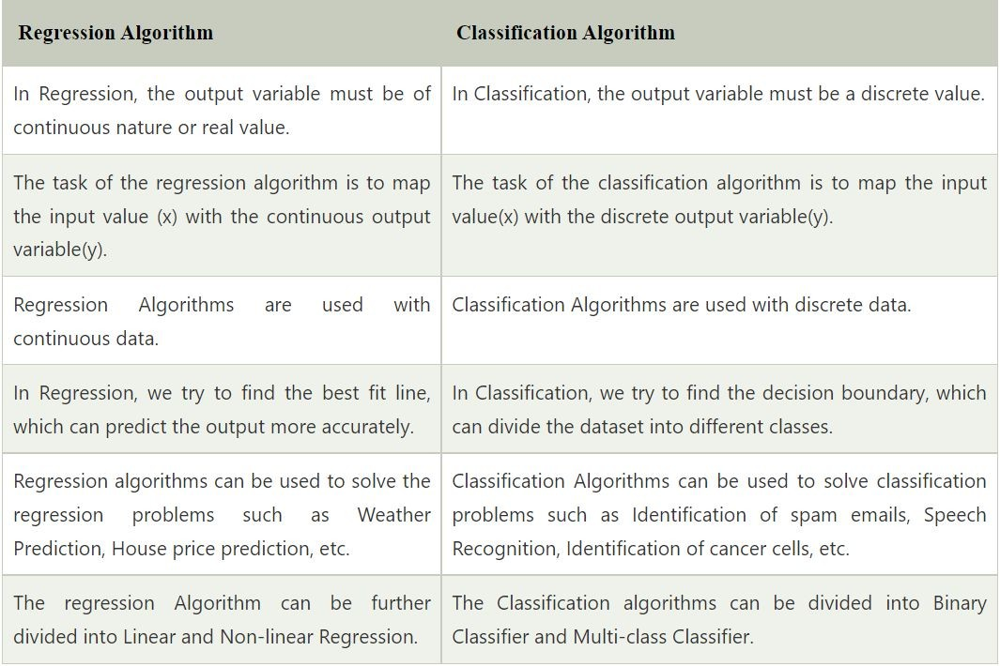 Regression Algorithm
Classification Algorithm
In Regression, the output variable must be of
continuous nature or real value.
In Classification, the output variable must be a discrete value.
The task of the regression algorithm is to map
the input value (x) with the continuous output
variable(y).
The task of the classification algorithm is to map the input
value(x) with the discrete output variable(y).
Regression Algorithms are used with
continuous data.
Classification Algorithms are used with discrete data.
In Regression, we try to find the best fit line,
which can predict the output more accurately.
In Classification, we try to find the decision boundary, which
can divide the dataset into different classes.
Regression algorithms can be used to solve the
regression problems such as Weather
Prediction, House price prediction, etc.
Classification Algorithms can be used to solve classification
problems such as Identification of spam emails, Speech
Recognition, Identification of cancer cells, etc.
The regression Algorithm can be further
divided into Linear and Non-linear Regression.
The Classification algorithms can be divided into Binary
Classifier and Multi-class Classifier.